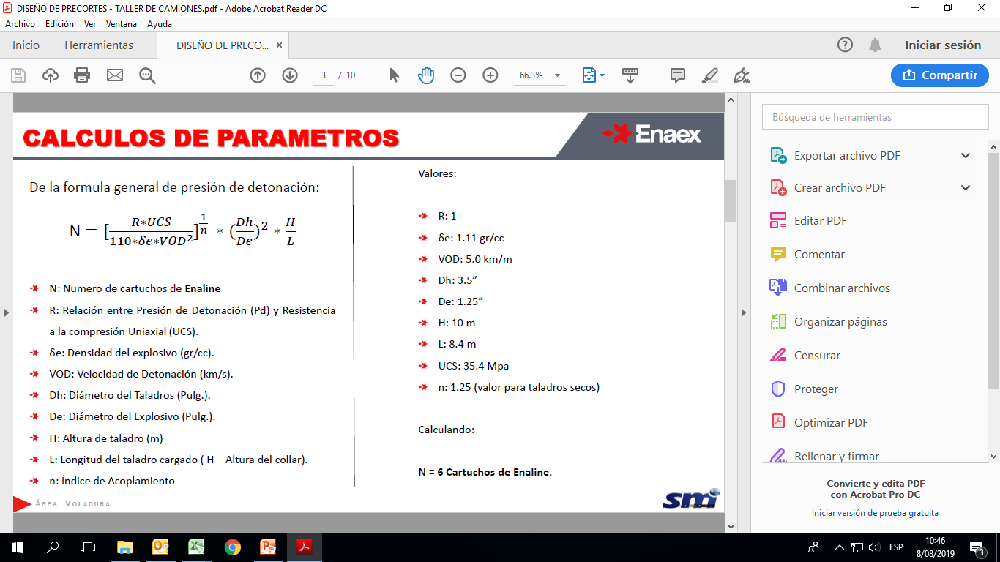 DISEÑO DE PRECORTES - TALLER DE CAMIONES.pdf - Adobe Acrobat Reader DC
Archivo Edición Ver Ventana Ayuda
Inicio Herramientas DISEÑO DE PRECO... Iniciar sesión
3 / 10 66.3% Compartir
CALCULOS DE PARAMETROS
Enaex
De la formula general de presión de detonación:
N = [R∗UCS / 110∗δe∗VOD²]^(1/n) ∗ (Dh/De)² ∗ H/L
N: Numero de cartuchos de Enaline
R: Relación entre Presión de Detonación (Pd) y Resistencia
a la compresión Uniaxial (UCS).
δe: Densidad del explosivo (gr/cc).
VOD: Velocidad de Detonación (km/s).
Dh: Diámetro del Taladros (Pulg.).
De: Diámetro del Explosivo (Pulg.).
H: Altura de taladro (m)
L: Longitud del taladro cargado ( H – Altura del collar).
n: Índice de Acoplamiento
Valores:
R: 1
δe: 1.11 gr/cc
VOD: 5.0 km/m
Dh: 3.5”
De: 1.25”
H: 10 m
L: 8.4 m
UCS: 35.4 Mpa
n: 1.25 (valor para taladros secos)
Calculando:
N = 6 Cartuchos de Enaline.
ÁREA: VOLADURA
smi
Búsqueda de herramientas
Exportar archivo PDF
Crear archivo PDF
Editar PDF
Comentar
Combinar archivos
Organizar páginas
Censurar
Proteger
Optimizar PDF
Rellenar y firmar
Convierte y edita PDF
con Acrobat Pro DC
Iniciar versión de prueba gratuita
ESP
10:46
8/08/2019
3